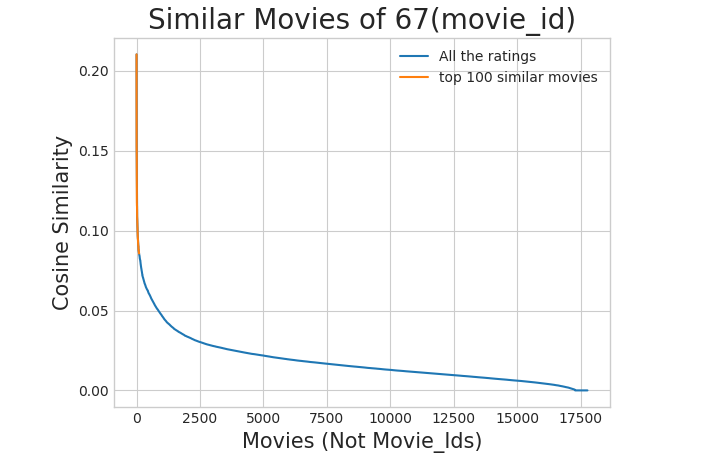 Similar Movies of 67(movie_id)
All the ratings
top 100 similar movies
Cosine Similarity
0.20
0.15
0.10
0.05
0.00
0 2500 5000 7500 10000 12500 15000 17500
Movies (Not Movie_Ids)